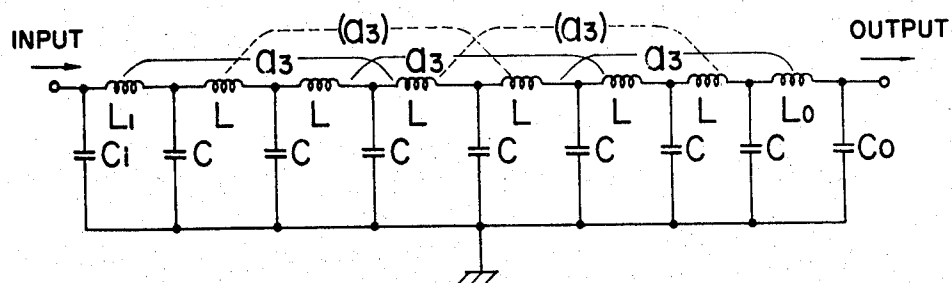 (a3) (a3)
INPUT OUTPUT
a3 a3 a3
L1 L L L L L L L0
Ci C C C C C C C Co